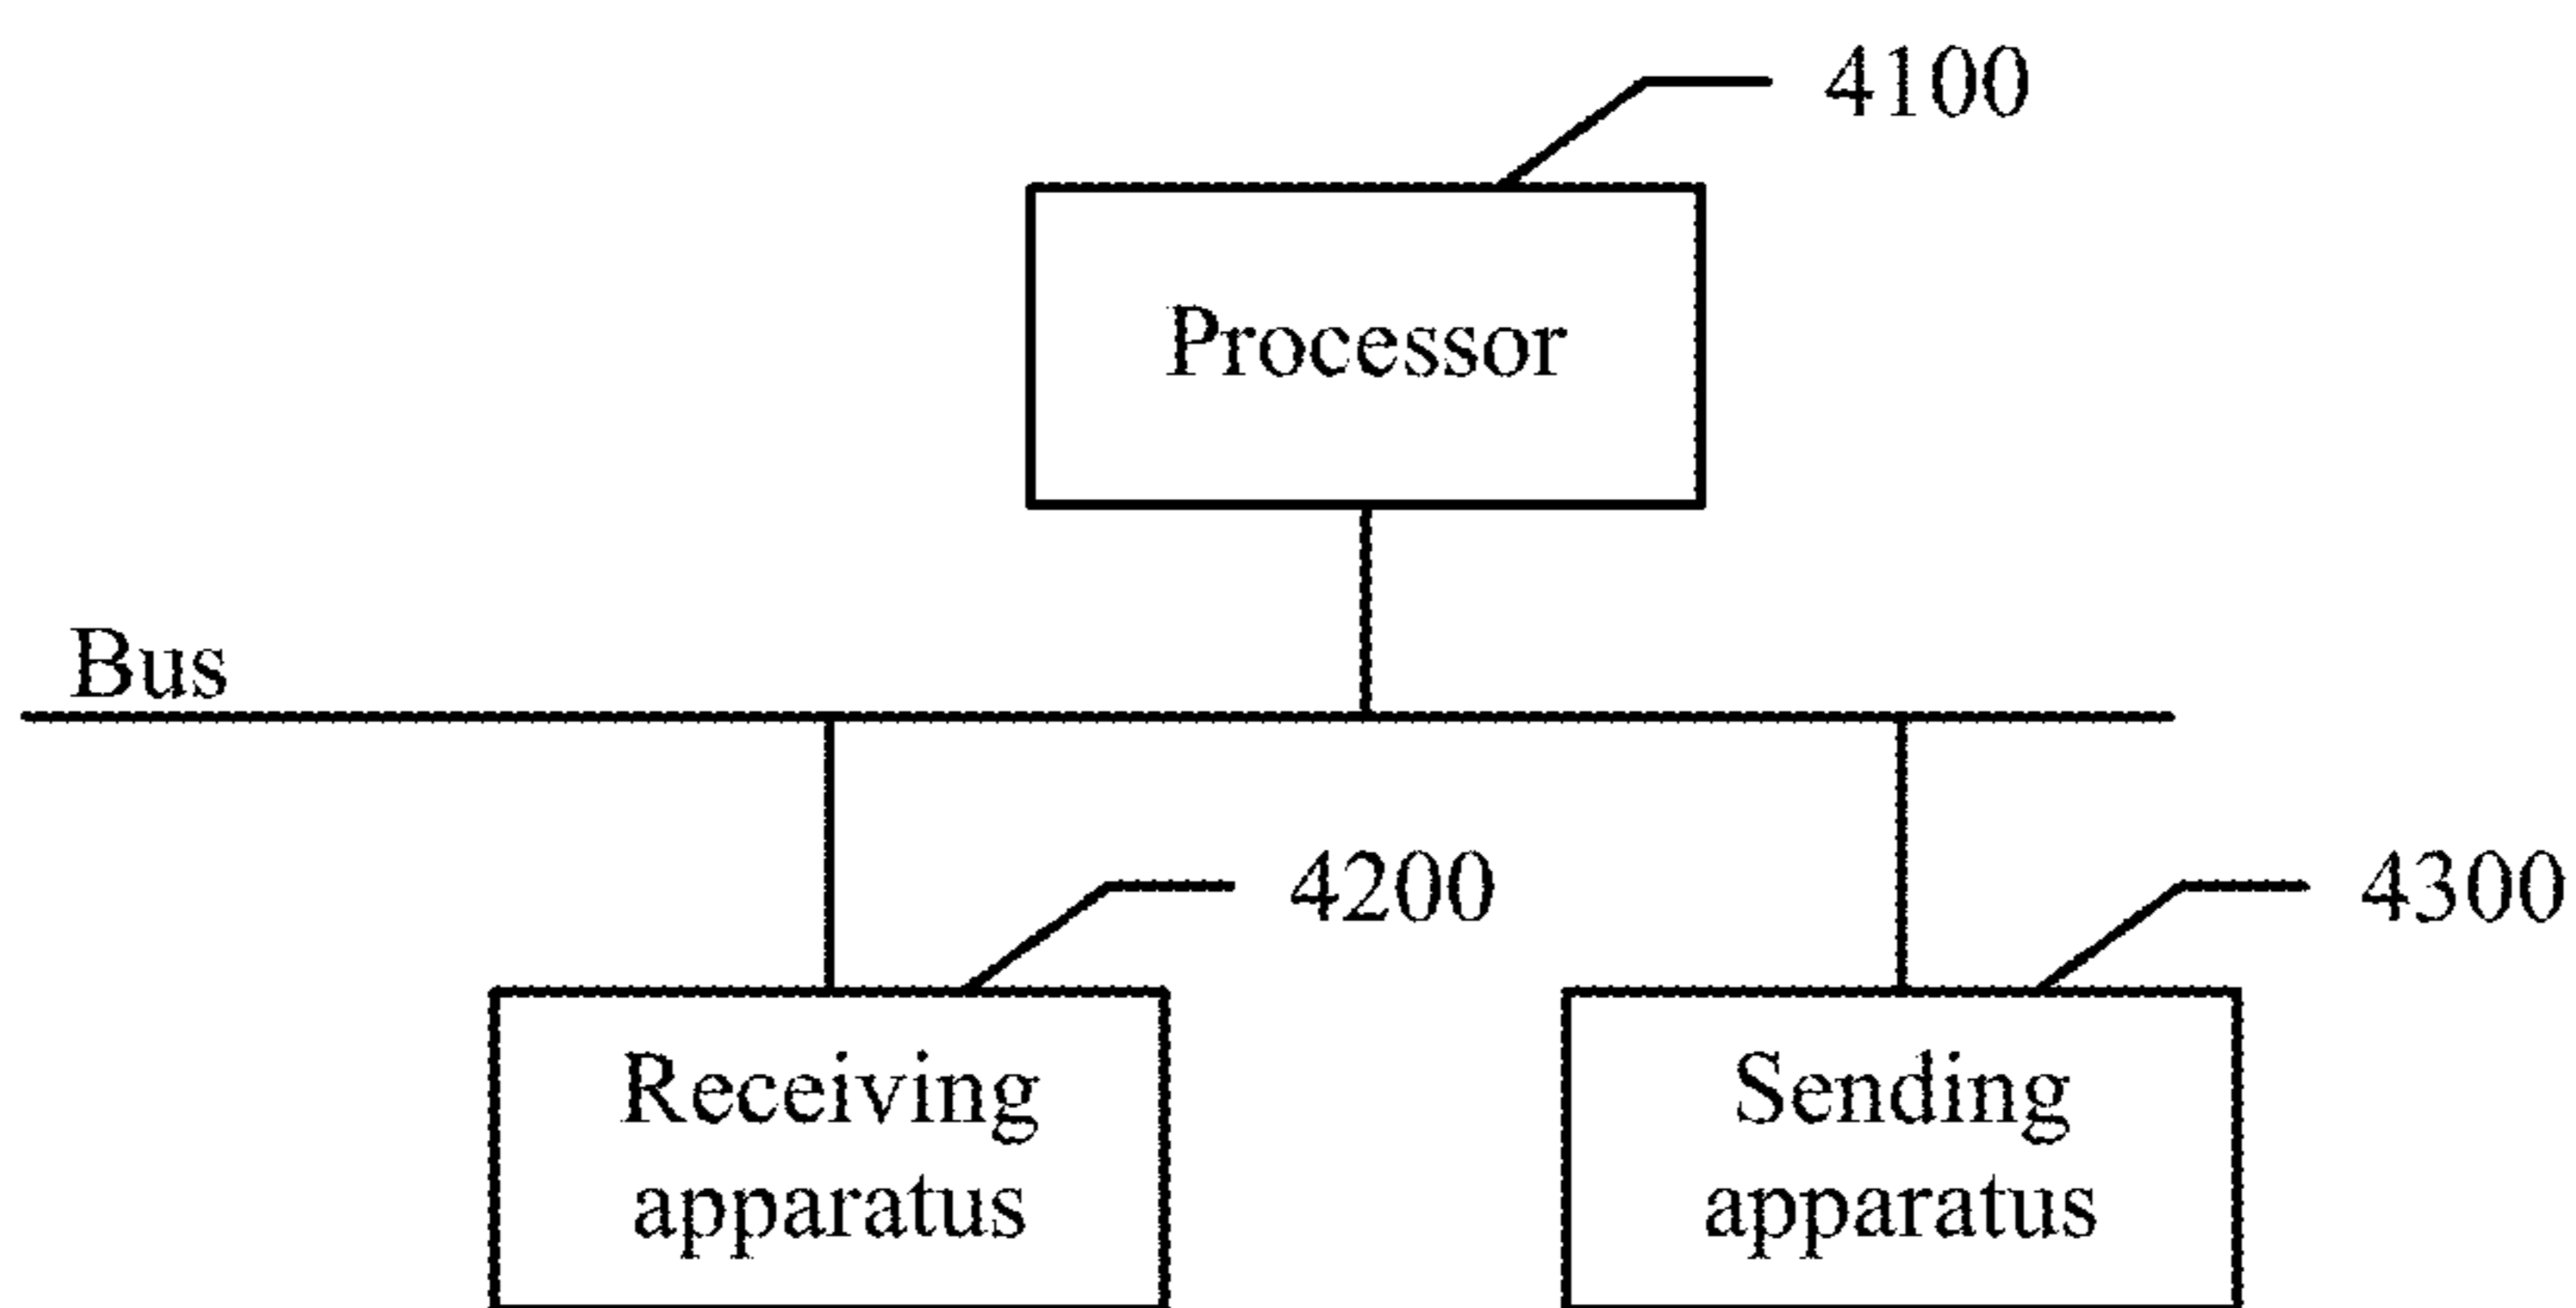 4100
Processor
Bus
4200
4300
Receiving
apparatus
Sending
apparatus